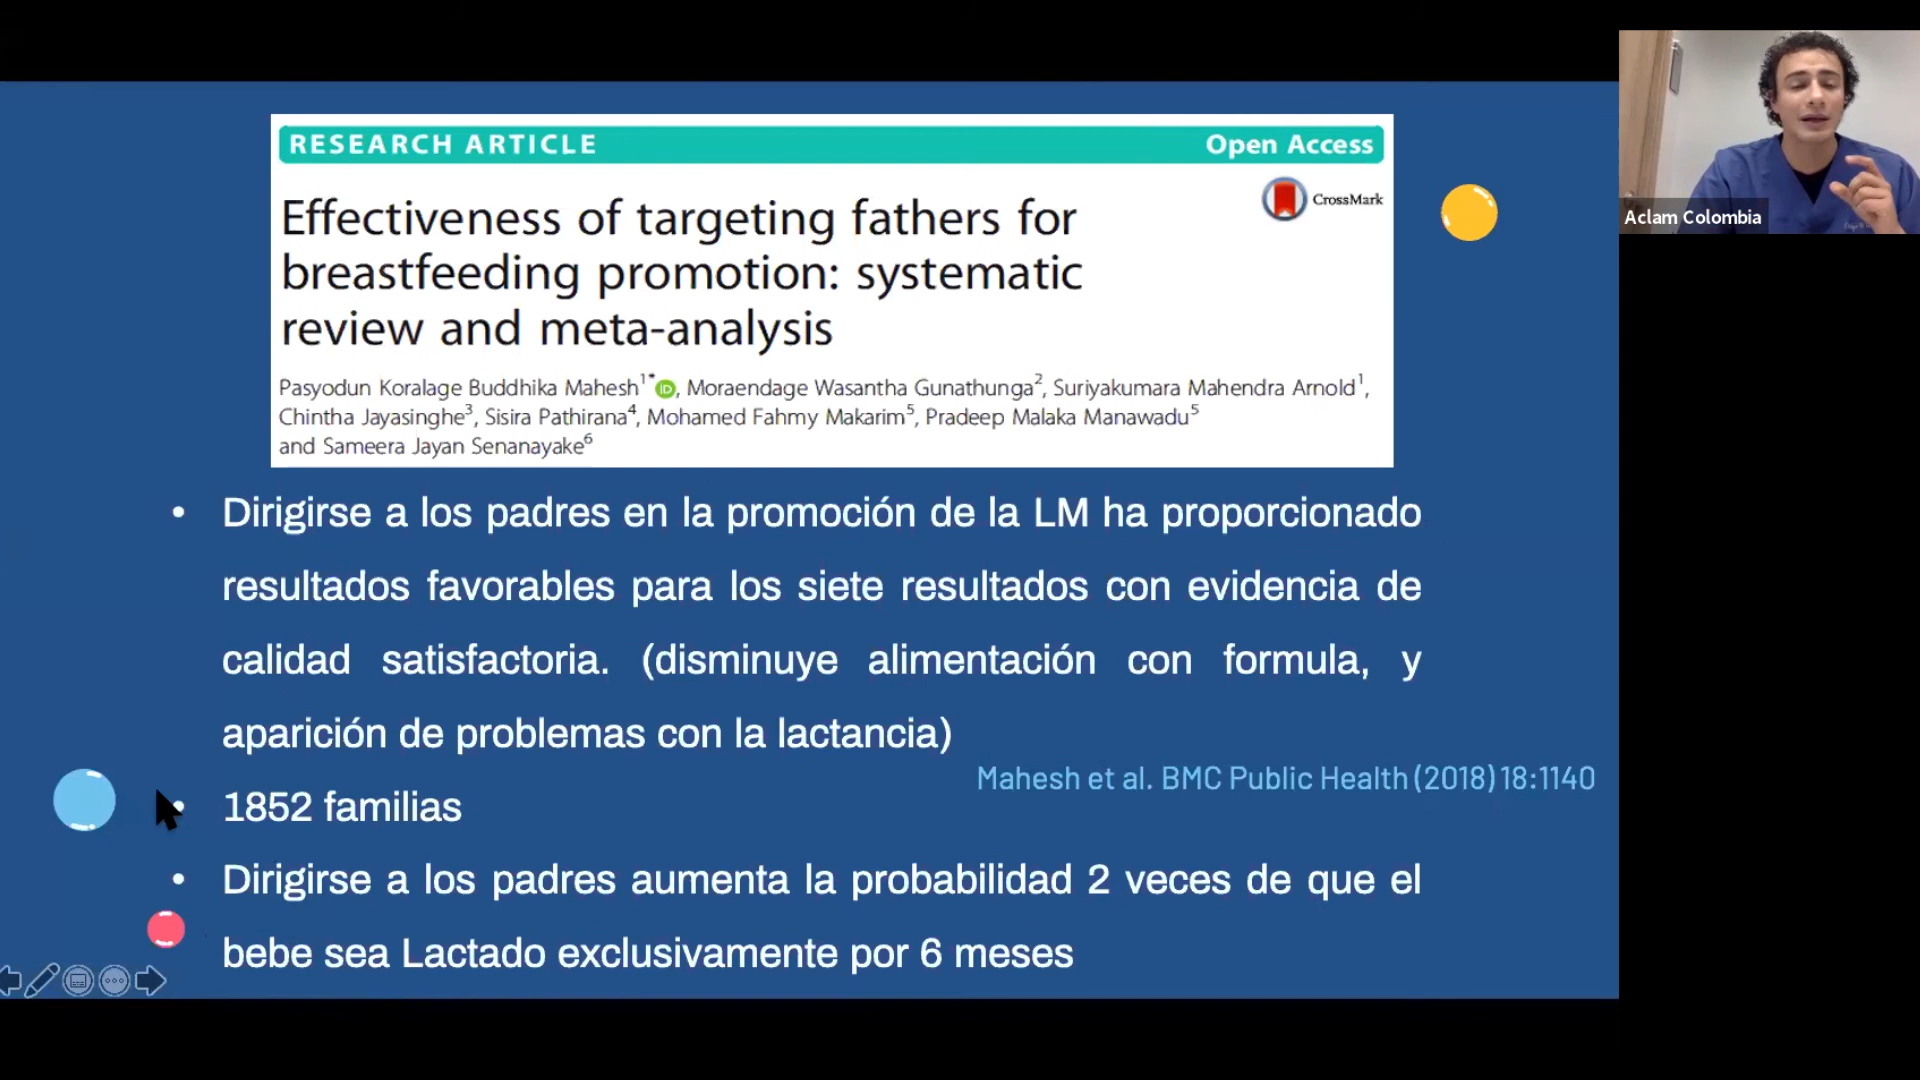 RESEARCH ARTICLE Open Access
CrossMark
Effectiveness of targeting fathers for
breastfeeding promotion: systematic
review and meta-analysis
Pasyodun Koralage Buddhika Mahesh1* iD, Moraendage Wasantha Gunathunga2, Suriyakumara Mahendra Arnold1,
Chintha Jayasinghe3, Sisira Pathirana4, Mohamed Fahmy Makarim5, Pradeep Malaka Manawadu5
and Sameera Jayan Senanayake6
• Dirigirse a los padres en la promoción de la LM ha proporcionado
resultados favorables para los siete resultados con evidencia de
calidad satisfactoria. (disminuye alimentación con formula, y
aparición de problemas con la lactancia)
Mahesh et al. BMC Public Health (2018) 18:1140
• 1852 familias
• Dirigirse a los padres aumenta la probabilidad 2 veces de que el
bebe sea Lactado exclusivamente por 6 meses
Aclam Colombia